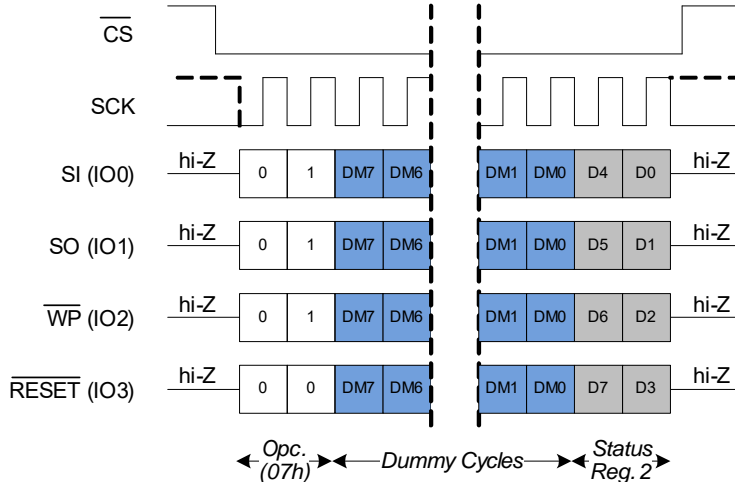 CS
SCK
SI (IO0) hi-Z 0 1 DM7 DM6 DM1 DM0 D4 D0 hi-Z
SO (IO1) hi-Z 0 1 DM7 DM6 DM1 DM0 D5 D1 hi-Z
WP (IO2) hi-Z 0 1 DM7 DM6 DM1 DM0 D6 D2 hi-Z
RESET (IO3) hi-Z 0 0 DM7 DM6 DM1 DM0 D7 D3 hi-Z
Opc. (07h)
Dummy Cycles
Status Reg. 2